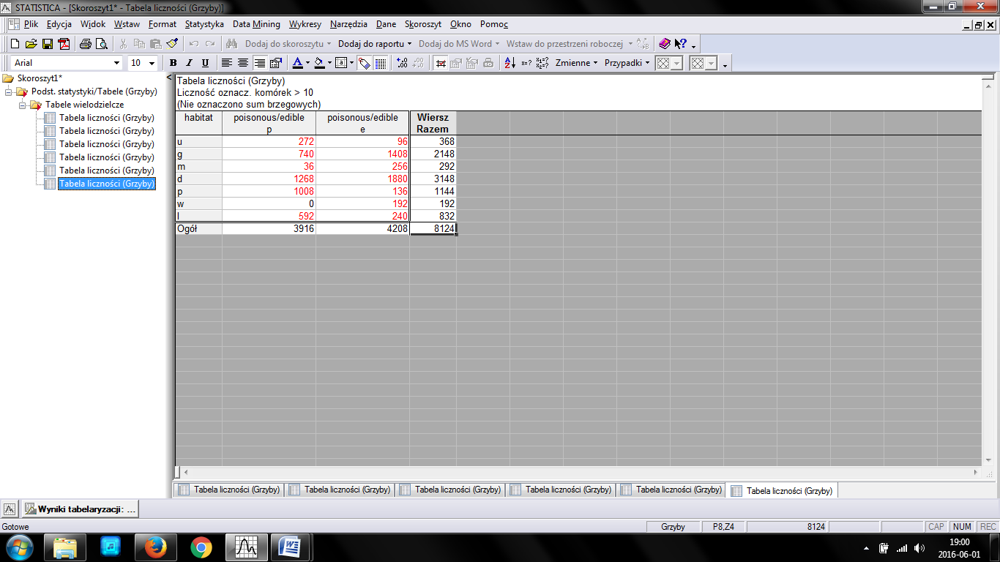 STATISTICA - [Skoroszyt1* - Tabela liczności (Grzyby)]
Plik Edycja Widok Wstaw Format Statystyka Data Mining Wykresy Narzędzia Dane Skoroszyt Okno Pomoc
Dodaj do skoroszytu Dodaj do raportu Dodaj do MS Word Wstaw do przestrzeni roboczej
Arial 10 B I U A Zmienne Przypadki
Skoroszyt1*
Podst. statystyki/Tabele (Grzyby)
Tabele wielodzielcze
Tabela liczności (Grzyby)
Tabela liczności (Grzyby)
Tabela liczności (Grzyby)
Tabela liczności (Grzyby)
Tabela liczności (Grzyby)
Tabela liczności (Grzyby)
Tabela liczności (Grzyby)
Liczność oznacz. komórek > 10
(Nie oznaczono sum brzegowych)
habitat poisonous/edible poisonous/edible Wiersz
p e Razem
u 272 96 368
g 740 1408 2148
m 36 256 292
d 1268 1880 3148
p 1008 136 1144
w 0 192 192
l 592 240 832
Ogół 3916 4208 8124
Tabela liczności (Grzyby) Tabela liczności (Grzyby) Tabela liczności (Grzyby) Tabela liczności (Grzyby) Tabela liczności (Grzyby) Tabela liczności (Grzyby)
Wyniki tabelaryzacji: ...
Gotowe Grzyby P8,Z4 8124 CAP NUM REC
19:00
2016-06-01